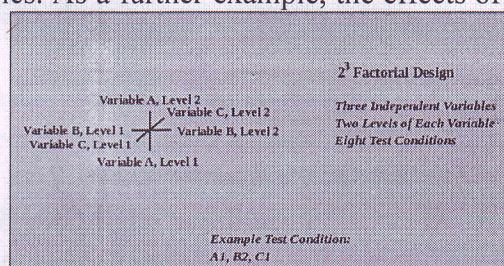 As a further example, the effects of
2³ Factorial Design
Variable A, Level 2
Variable C, Level 2
Variable B, Level 1
Variable B, Level 2
Variable C, Level 1
Variable A, Level 1
Three Independent Variables
Two Levels of Each Variable
Eight Test Conditions
Example Test Condition:
A1, B2, C1